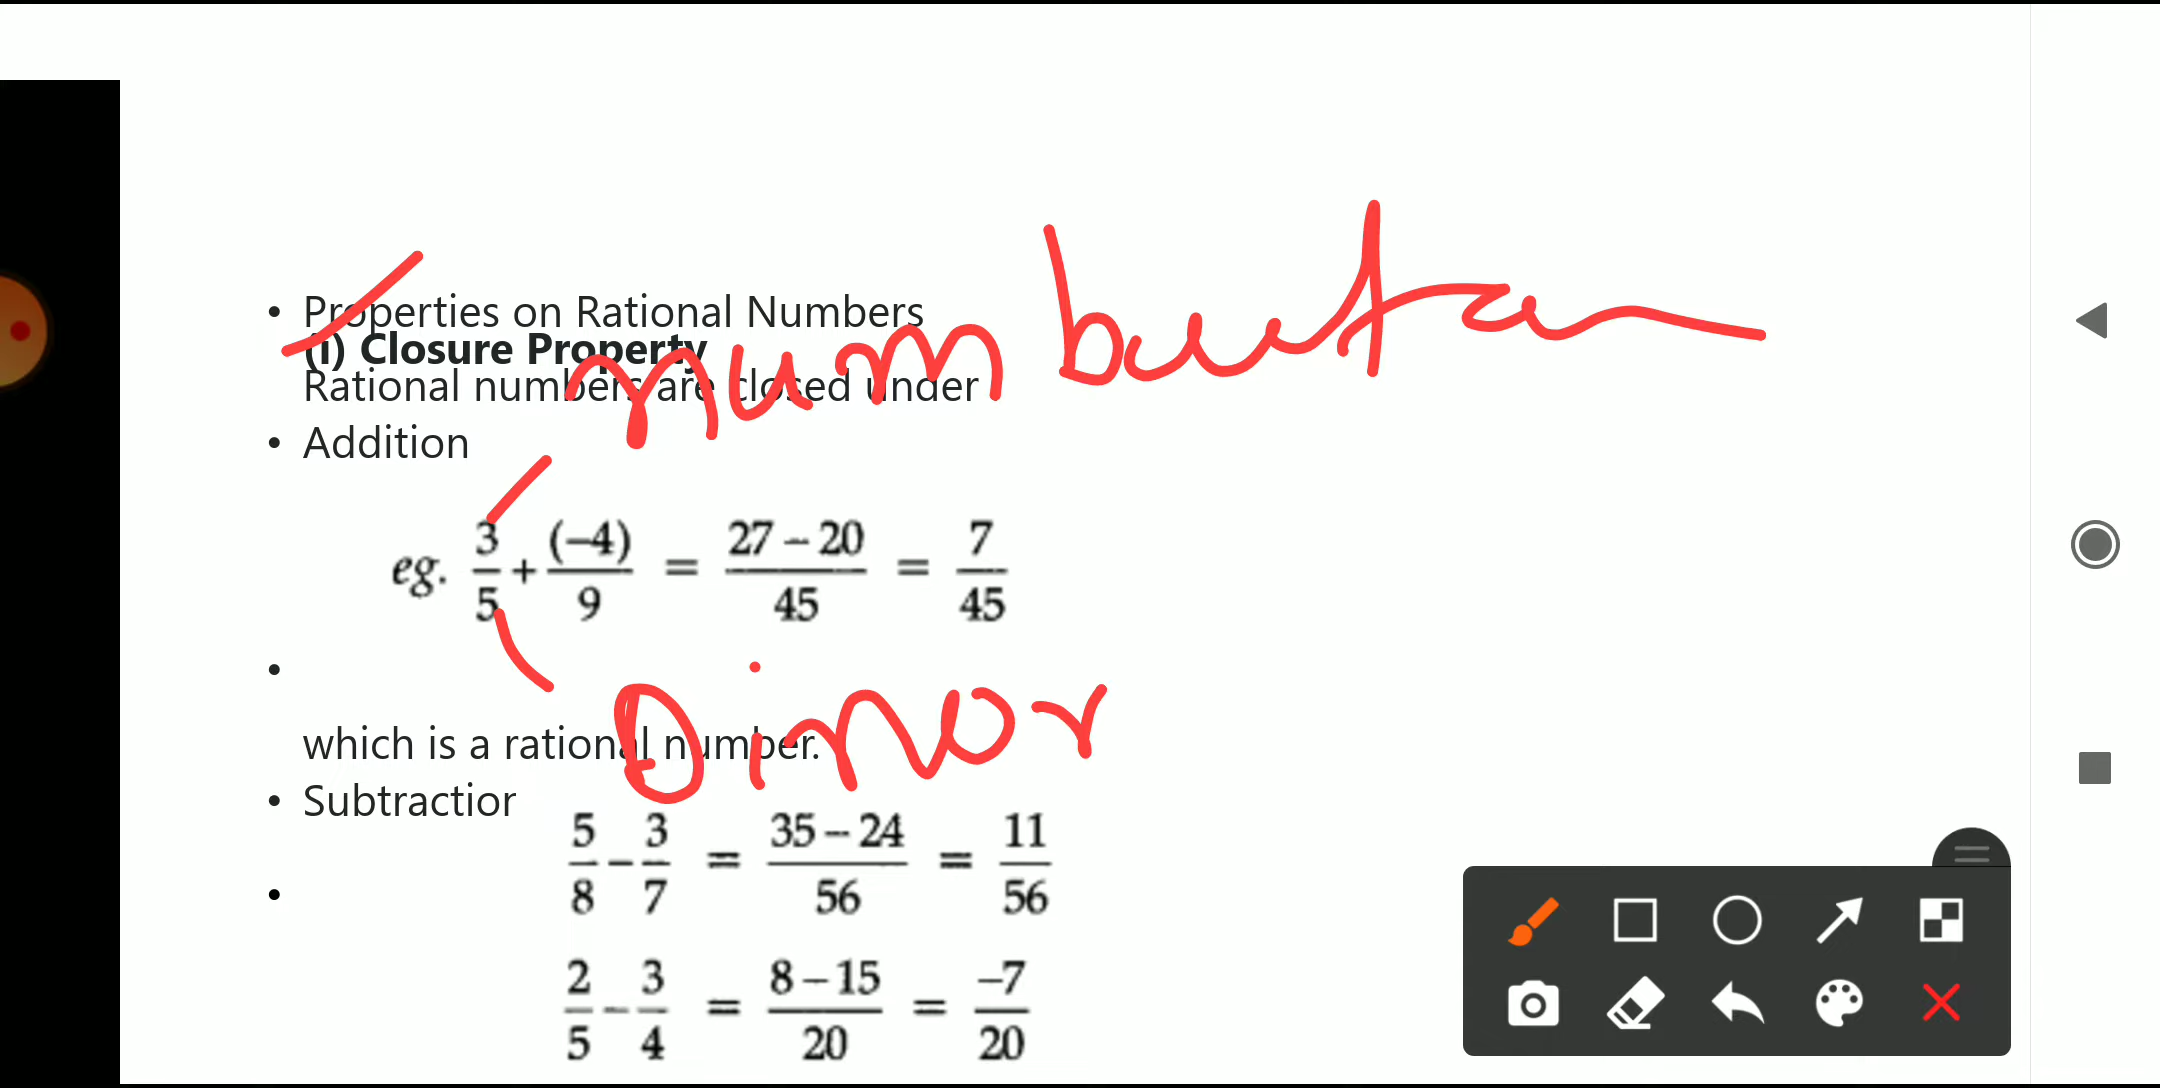 • Properties on Rational Numbers
(i) Closure Property
Rational numbers are closed under
• Addition
eg. 3/5 + (–4)/9 = 27 – 20/45 = 7/45
•
Dinor
which is a rational number.
• Subtraction
• 5/8 – 3/7 = 35 – 24/56 = 11/56
2/5 – 3/4 = 8 – 15/20 = –7/20